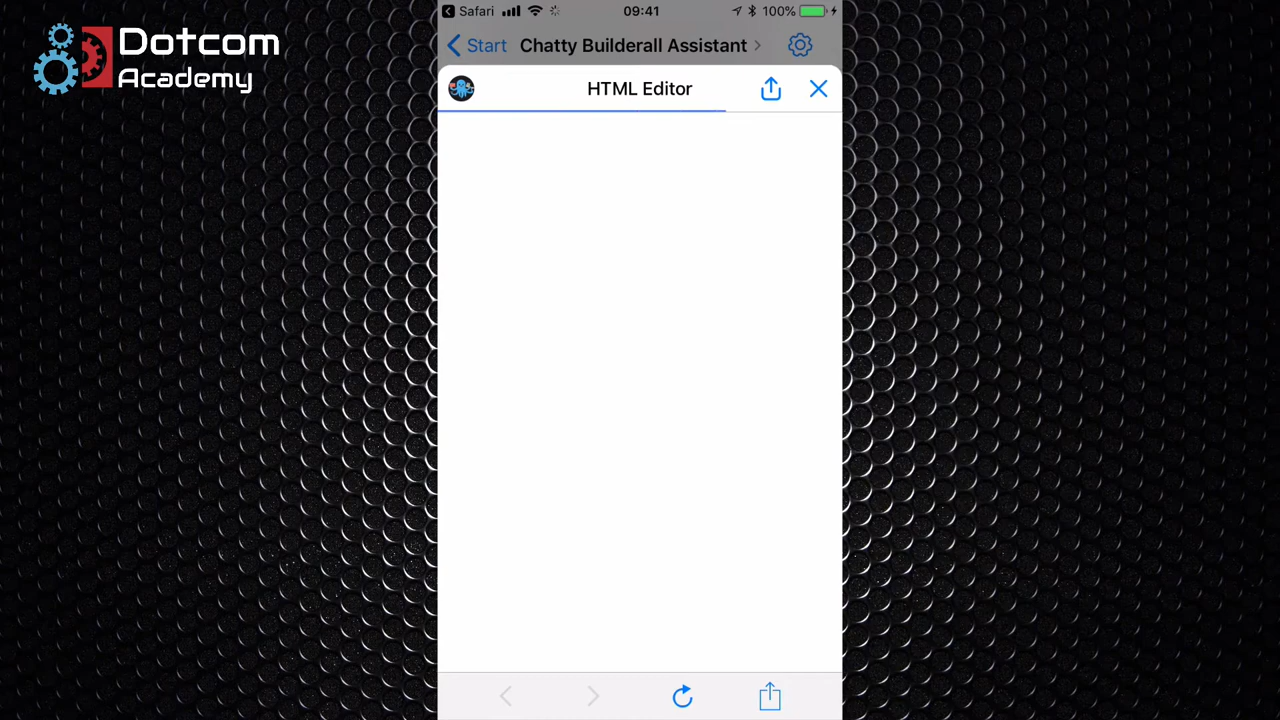 Dotcom
Academy
Safari 09:41 100%
Start Chatty Builderall Assistant
HTML Editor